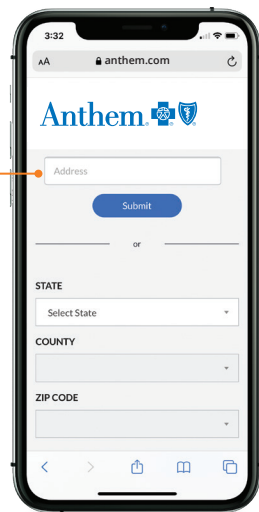 3:32
AA anthem.com
Anthem
Address
Submit
or
STATE
Select State
COUNTY
ZIP CODE